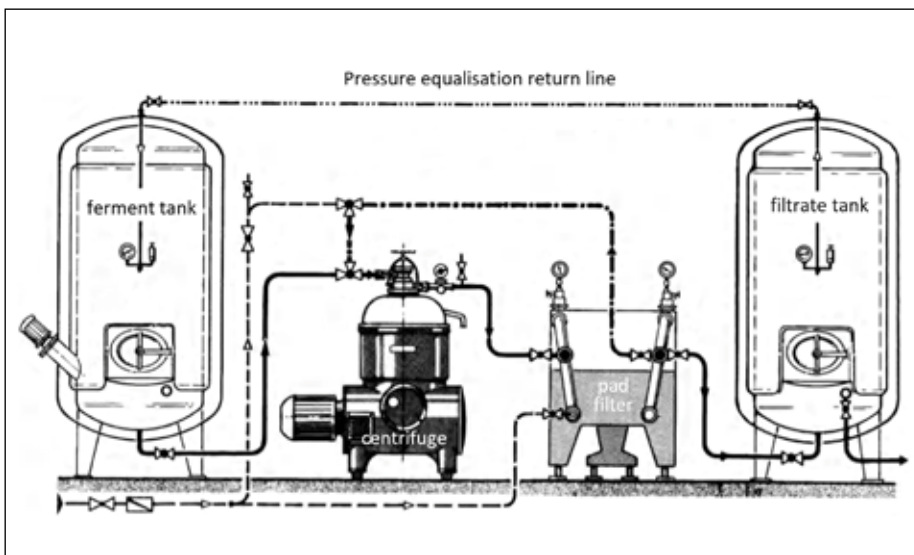 Pressure equalisation return line
ferment tank
filtrate tank
pad
filter
centrifuge